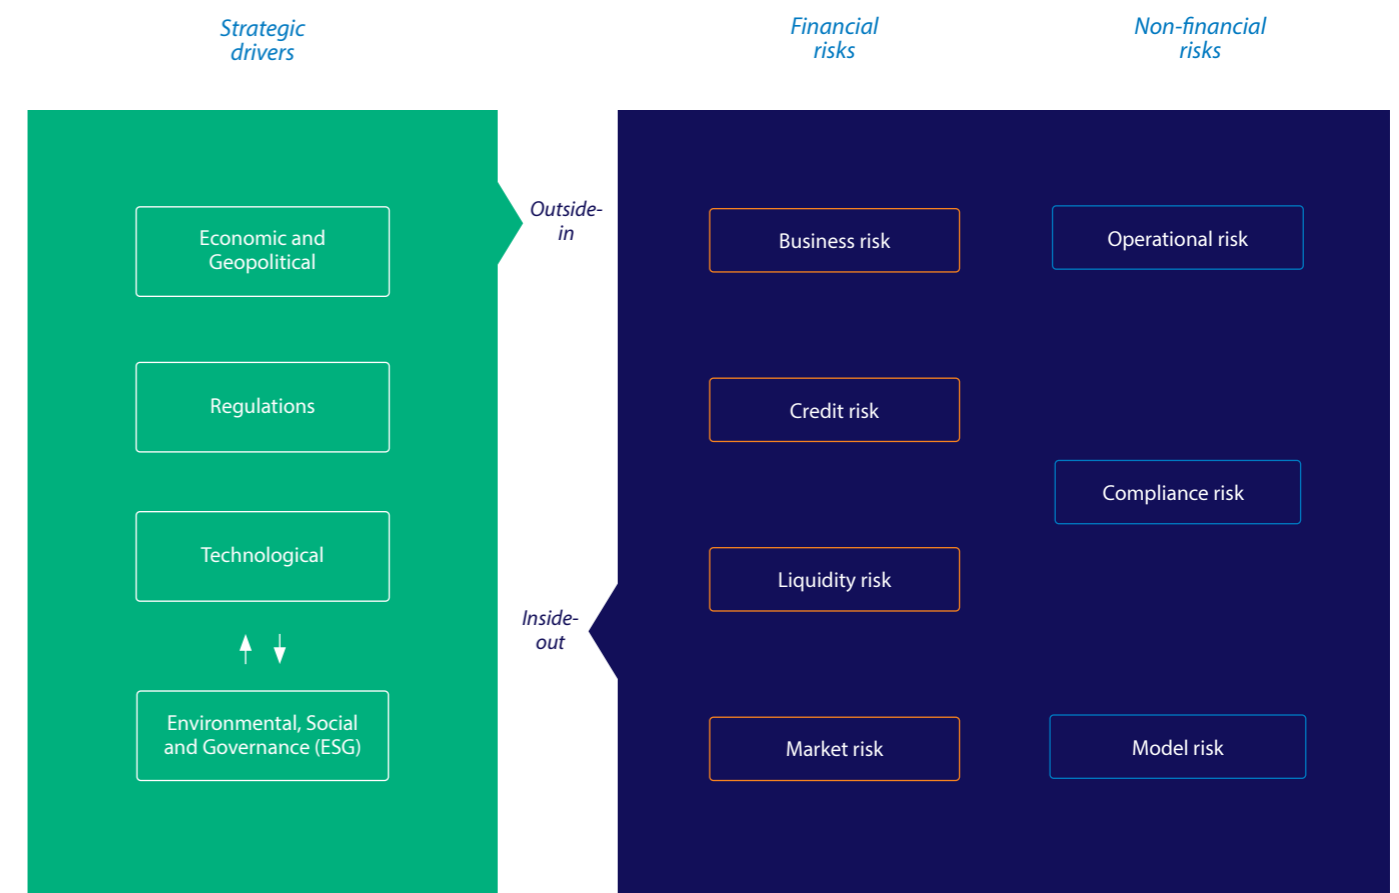 Strategic
drivers
Financial
risks
Non-financial
risks
Economic and
Geopolitical
Regulations
Technological
Environmental, Social
and Governance (ESG)
Outside-
in
Inside-
out
Business risk
Credit risk
Liquidity risk
Market risk
Operational risk
Compliance risk
Model risk